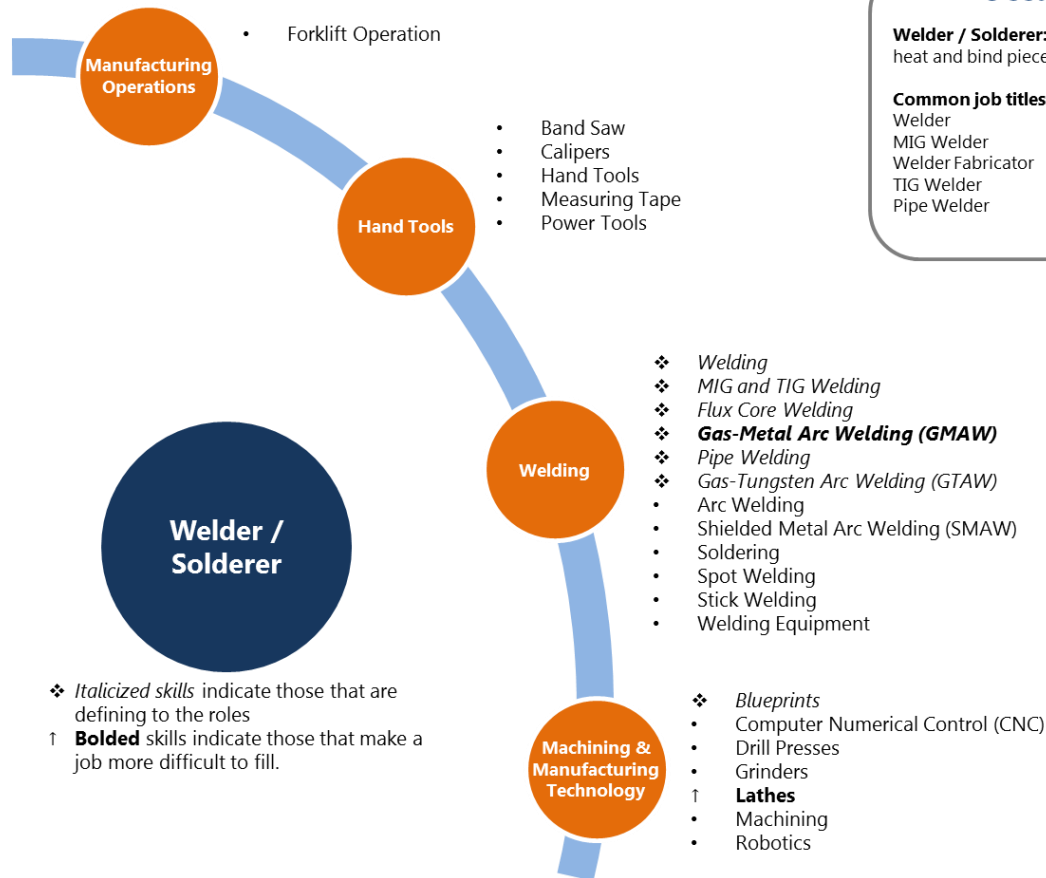 Manufacturing
Operations
• Forklift Operation
Welder / Solderer:
heat and bind piece
Common job titles
Welder
MIG Welder
Welder Fabricator
TIG Welder
Pipe Welder
Hand Tools
• Band Saw
• Calipers
• Hand Tools
• Measuring Tape
• Power Tools
Welding
❖ Welding
❖ MIG and TIG Welding
❖ Flux Core Welding
❖ Gas-Metal Arc Welding (GMAW)
❖ Pipe Welding
❖ Gas-Tungsten Arc Welding (GTAW)
• Arc Welding
• Shielded Metal Arc Welding (SMAW)
• Soldering
• Spot Welding
• Stick Welding
• Welding Equipment
Welder /
Solderer
❖ Italicized skills indicate those that are
defining to the roles
↑ Bolded skills indicate those that make a
job more difficult to fill.
Machining &
Manufacturing
Technology
❖ Blueprints
• Computer Numerical Control (CNC)
• Drill Presses
• Grinders
↑ Lathes
• Machining
• Robotics